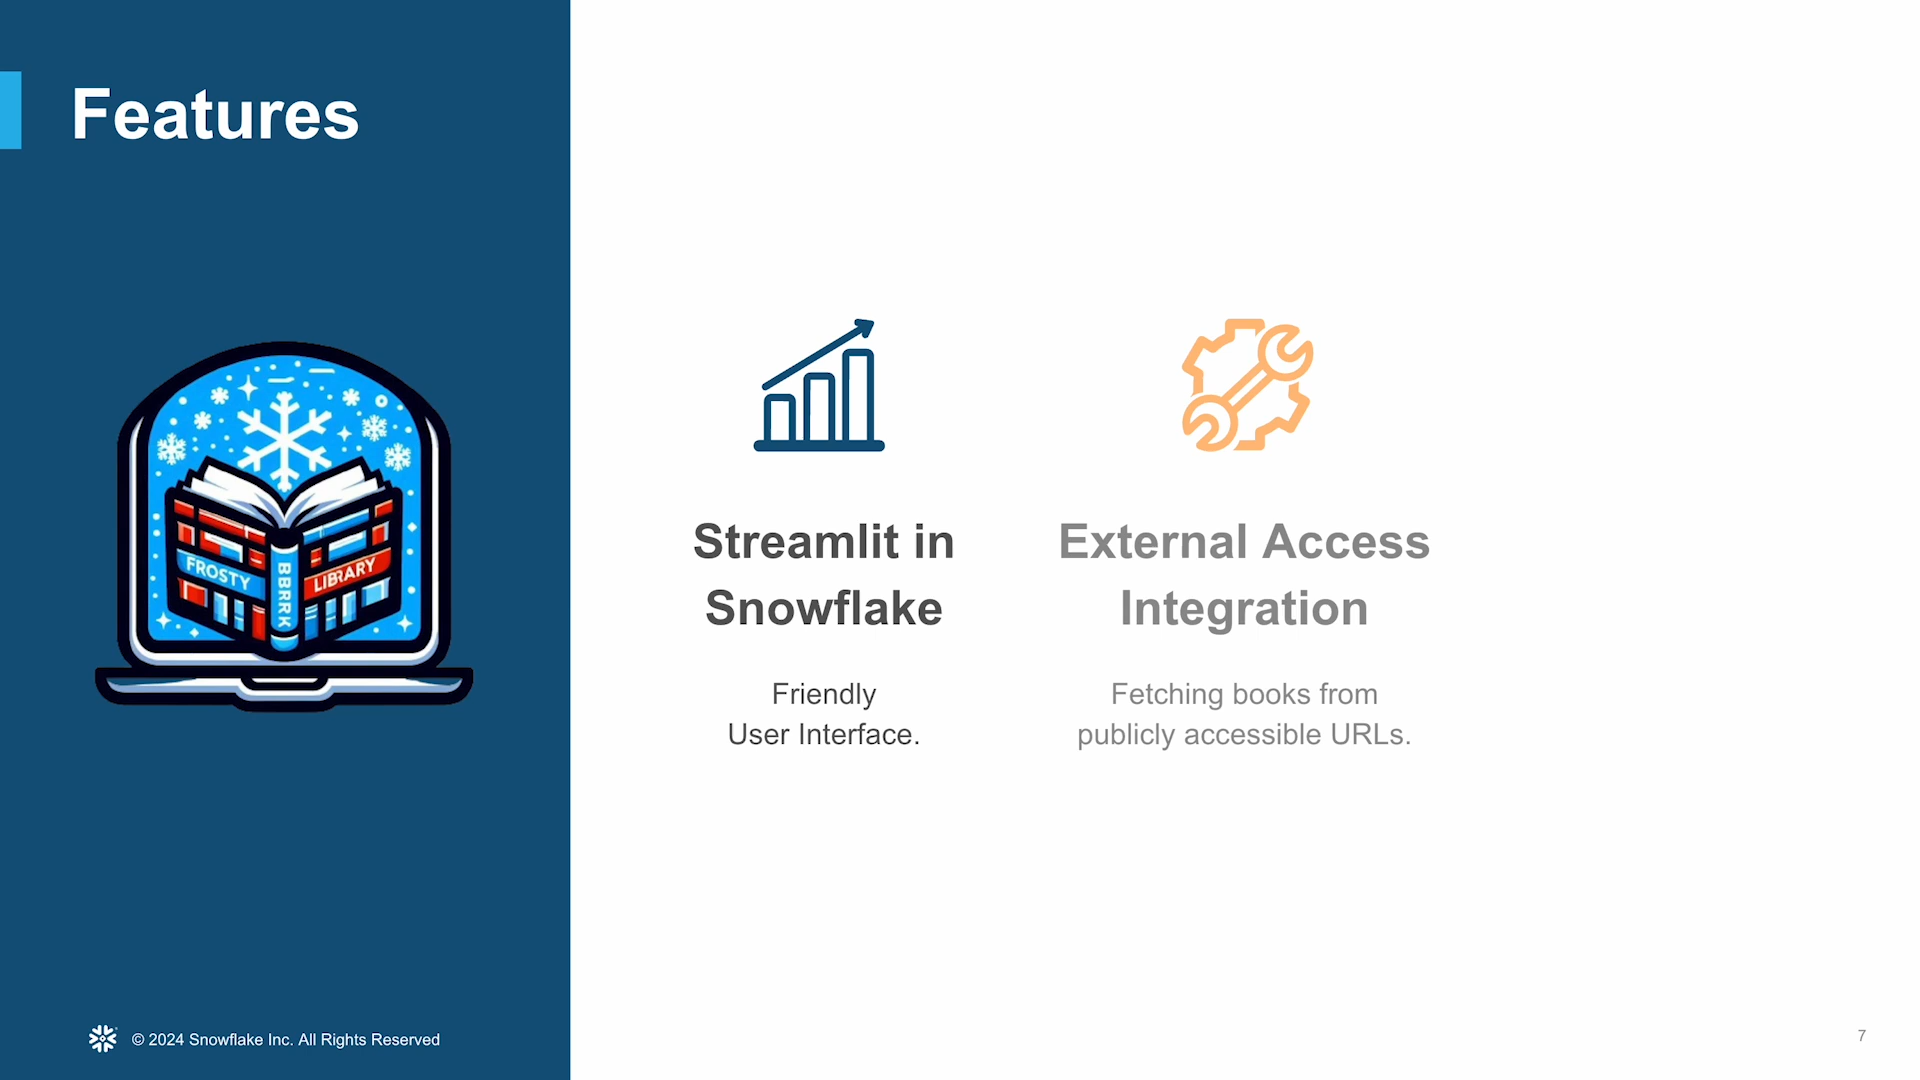 Features
FROSTY
BBRRK
LIBRARY
Streamlit in
Snowflake
Friendly
User Interface.
External Access
Integration
Fetching books from
publicly accessible URLs.
© 2024 Snowflake Inc. All Rights Reserved
7